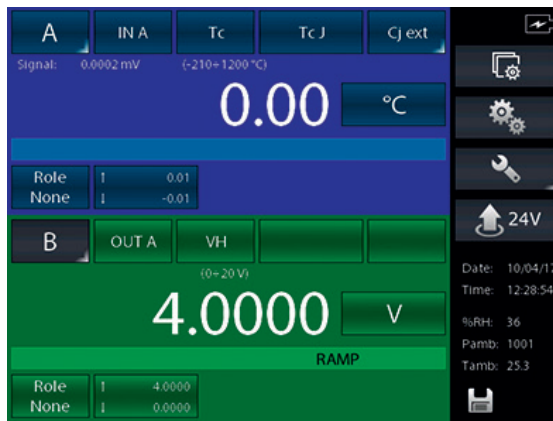 A IN A Tc Tc J Cj ext
Signal: 0.0002 mV (-210÷1200 °C)
0.00 °C
Role None ↑ 0.01 ↓ -0.01
B OUT A VH
(0÷20 V)
4.0000 V
RAMP
Role None ↑ 4.0000 ↓ 0.0000
24V
Date: 10/04/17
Time: 12:28:54
%RH: 36
Pamb: 1001
Tamb: 25.3